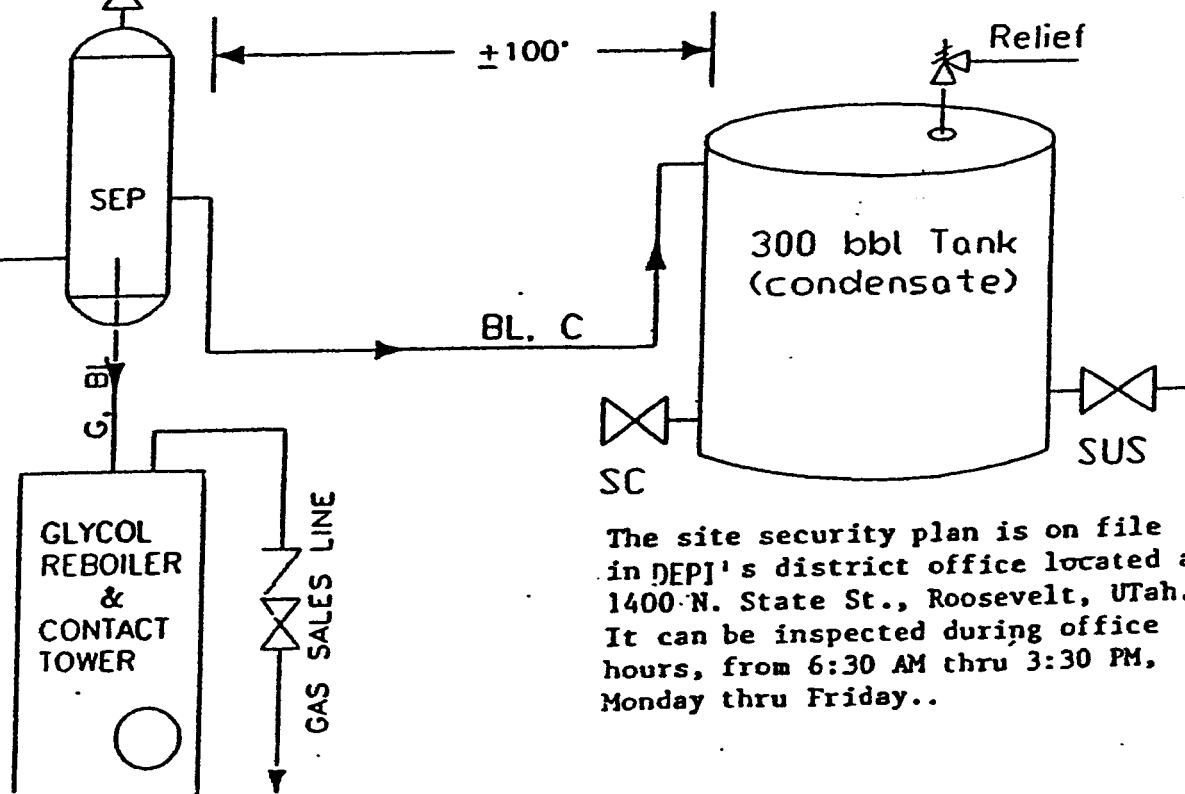 Relief
±100'
SEP
300 bbl Tank
(condensate)
BL, C
G, BL
SC
SUS
GLYCOL
REBOILER
&
CONTACT
TOWER
GAS SALES LINE
The site security plan is on file
in DEPI's district office located a
1400 N. State St., Roosevelt, UTah.
It can be inspected during office
hours, from 6:30 AM thru 3:30 PM,
Monday thru Friday..